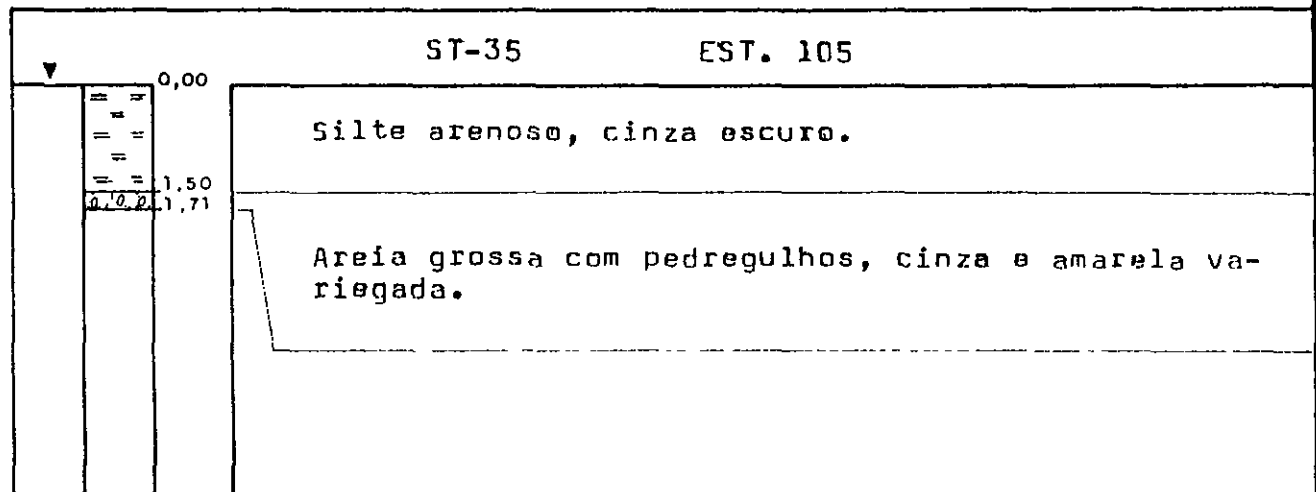 ST-35 EST. 105
0,00
Silte arenoso, cinza escuro.
1,50
1,71
Areia grossa com pedregulhos, cinza e amarela va-
riegada.